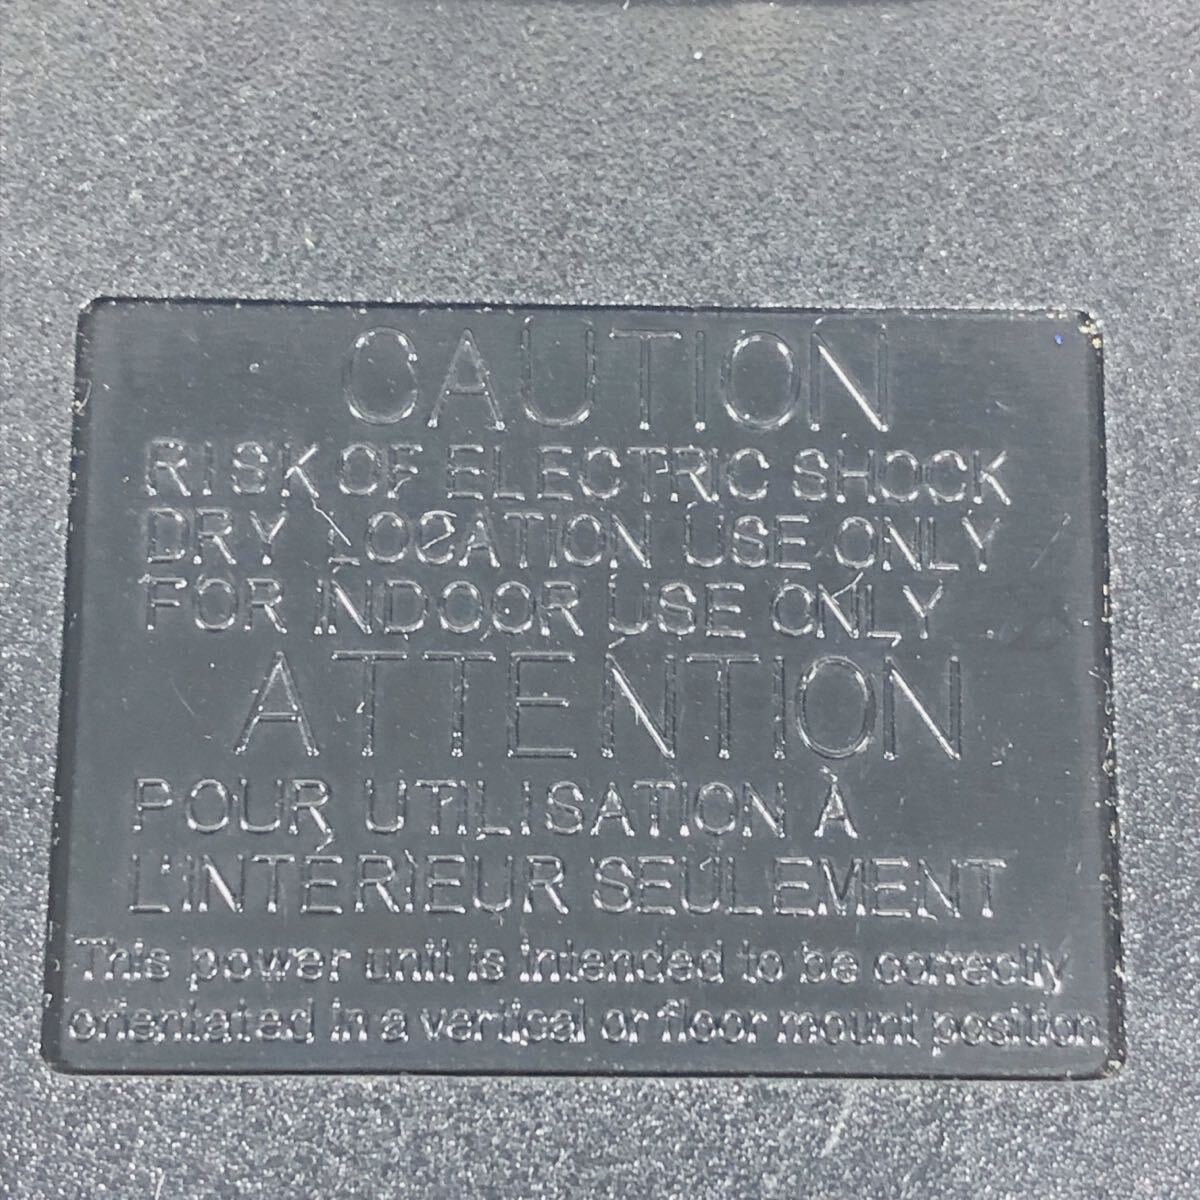 CAUTION
RISK OF ELECTRIC SHOCK
DRY LOCATION USE ONLY
FOR INDOOR USE ONLY
ATTENTION
POUR UTILISATION À
L'INTÉRIEUR SEULEMENT
This power unit is intended to be correctly
orientated in a vertical or floor mount position